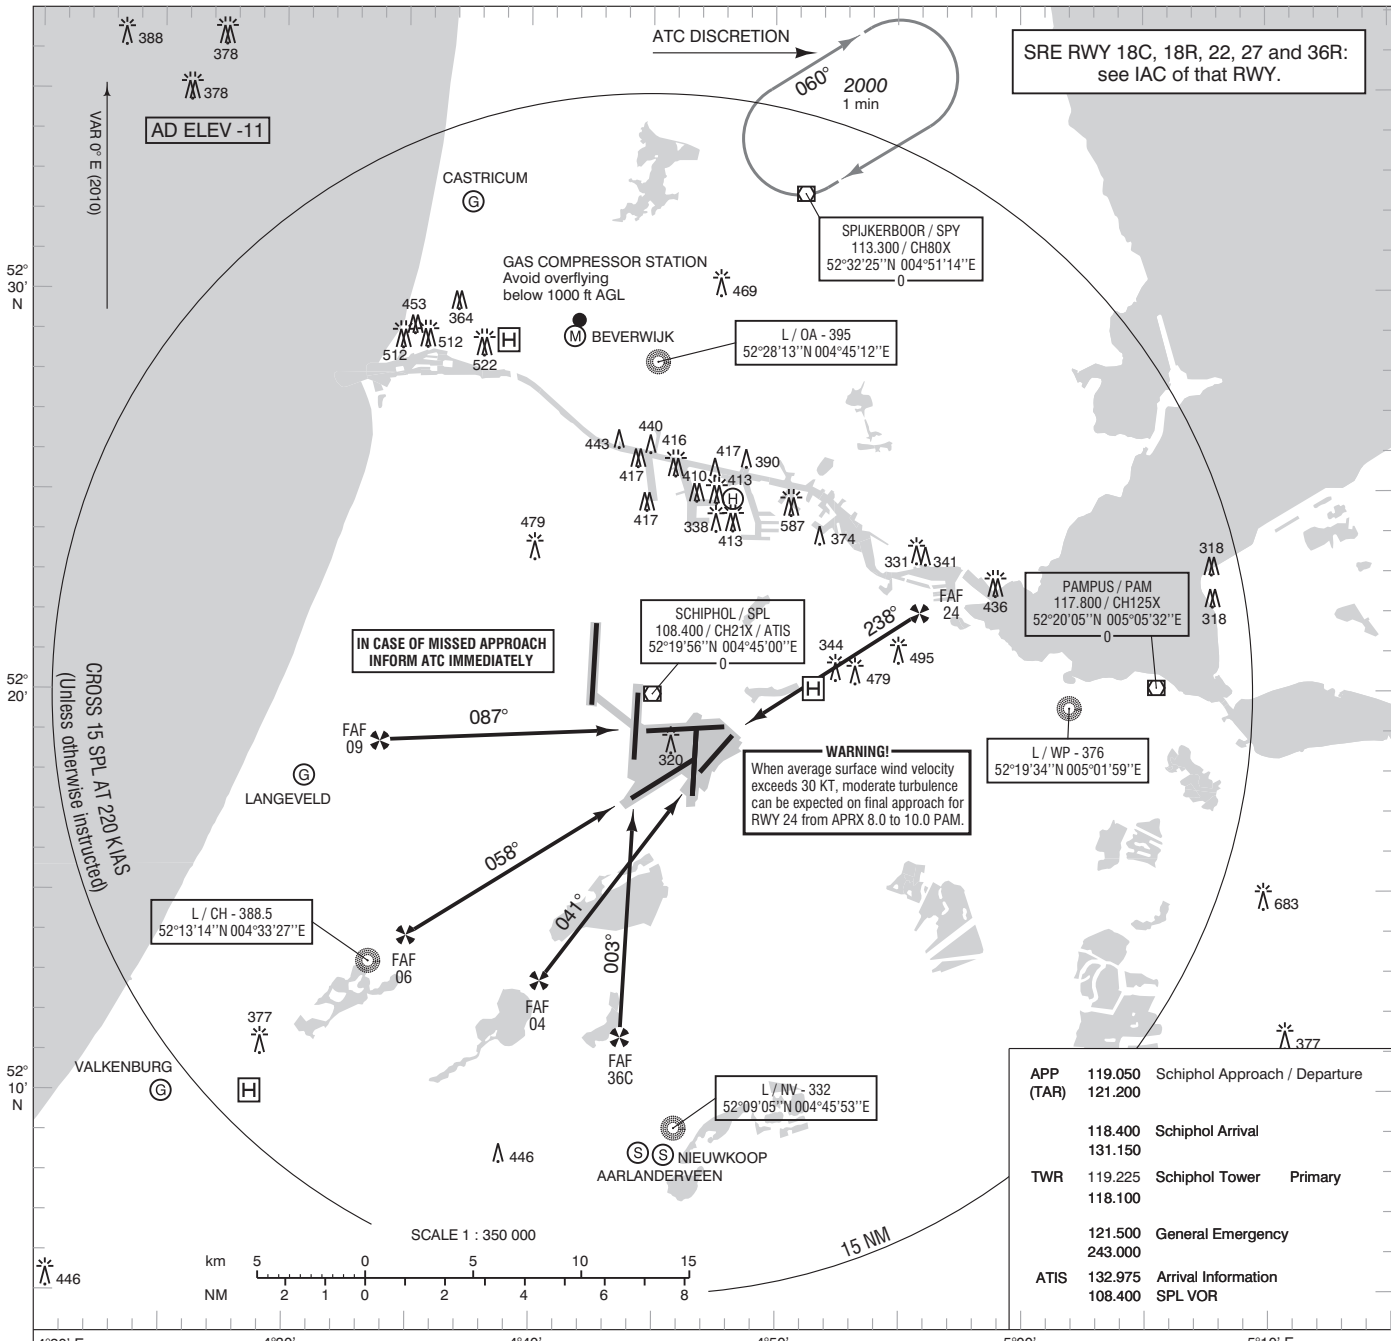 388
378
378
AD ELEV -11
VAR 0° E (2010)
ATC DISCRETION
060°
2000
1 min
SRE RWY 18C, 18R, 22, 27 and 36R:
see IAC of that RWY.
CASTRICUM
G
SPIJKERBOOR / SPY
113.300 / CH80X
52°32'25''N 004°51'14''E
0
52°
30'
N
GAS COMPRESSOR STATION
Avoid overflying
below 1000 ft AGL
469
453
364
512
512
522
H
M
BEVERWIJK
L / OA - 395
52°28'13''N 004°45'12''E
443
440
416
417
390
417
410
413
H
417
338
413
587
374
479
331
341
318
318
436
FAF
24
PAMPUS / PAM
117.800 / CH125X
52°20'05''N 005°05'32''E
0
SCHIPHOL / SPL
108.400 / CH21X / ATIS
52°19'56''N 004°45'00''E
0
238°
344
479
495
H
IN CASE OF MISSED APPROACH
INFORM ATC IMMEDIATELY
52°
20'
CROSS 15 SPL AT 220 K IAS
(Unless otherwise instructed)
FAF
09
087°
320
L / WP - 376
52°19'34''N 005°01'59''E
WARNING!
When average surface wind velocity
exceeds 30 KT, moderate turbulence
can be expected on final approach for
RWY 24 from APRX 8.0 to 10.0 PAM.
G
LANGEVELD
058°
041°
003°
683
L / CH - 388.5
52°13'14''N 004°33'27''E
FAF
06
FAF
04
FAF
36C
377
377
VALKENBURG
G
H
52°
10'
N
L / NV - 332
52°09'05''N 004°45'53''E
446
S
S
NIEUWKOOP
AARLANDERVEEN
APP 119.050 Schiphol Approach / Departure
(TAR) 121.200
118.400 Schiphol Arrival
131.150
TWR 119.225 Schiphol Tower Primary
118.100
121.500 General Emergency
243.000
ATIS 132.975 Arrival Information
108.400 SPL VOR
15 NM
SCALE 1 : 350 000
km 5 0 5 10 15
NM 2 1 0 2 4 6 8
446